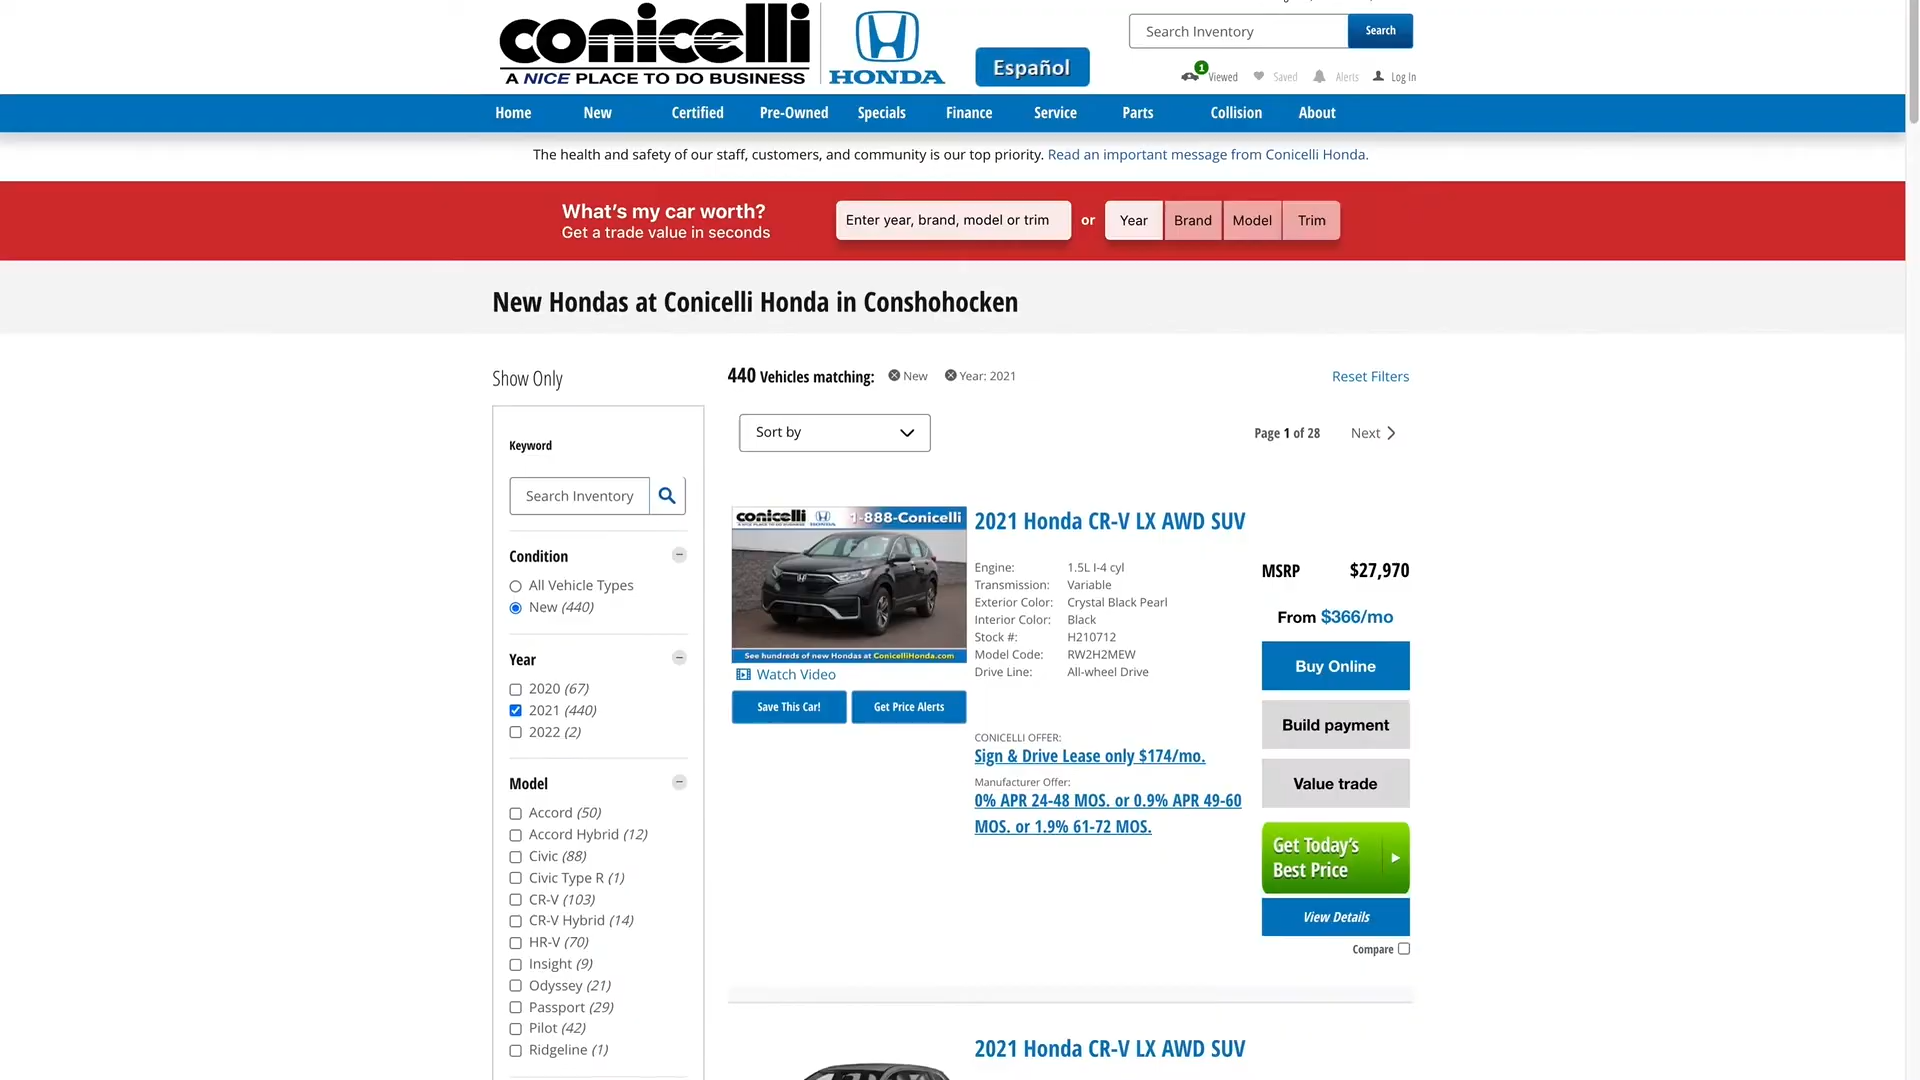 conicelli
A NICE PLACE TO DO BUSINESS
HONDA
Español
Search Inventory
Search
1
Viewed
Saved
Alerts
Log In
Home
New
Certified
Pre-Owned
Specials
Finance
Service
Parts
Collision
About
The health and safety of our staff, customers, and community is our top priority. Read an important message from Conicelli Honda.
What's my car worth?
Get a trade value in seconds
Enter year, brand, model or trim
or
Year
Brand
Model
Trim
New Hondas at Conicelli Honda in Conshohocken
Show Only
440 Vehicles matching:
New
Year: 2021
Reset Filters
Sort by
Page 1 of 28
Next
Keyword
Search Inventory
Condition
All Vehicle Types
New (440)
Year
2020 (67)
2021 (440)
2022 (2)
Model
Accord (50)
Accord Hybrid (12)
Civic (88)
Civic Type R (1)
CR-V (103)
CR-V Hybrid (14)
HR-V (70)
Insight (9)
Odyssey (21)
Passport (29)
Pilot (42)
Ridgeline (1)
conicelli
HONDA
1-888-Conicelli
See hundreds of new Hondas at ConicelliHonda.com
Watch Video
Save This Car!
Get Price Alerts
2021 Honda CR-V LX AWD SUV
Engine: 1.5L I-4 cyl
Transmission: Variable
Exterior Color: Crystal Black Pearl
Interior Color: Black
Stock #: H210712
Model Code: RW2H2MEW
Drive Line: All-wheel Drive
CONICELLI OFFER:
Sign & Drive Lease only $174/mo.
Manufacturer Offer:
0% APR 24-48 MOS. or 0.9% APR 49-60
MOS. or 1.9% 61-72 MOS.
MSRP $27,970
From $366/mo
Buy Online
Build payment
Value trade
Get Today's
Best Price
View Details
Compare
2021 Honda CR-V LX AWD SUV